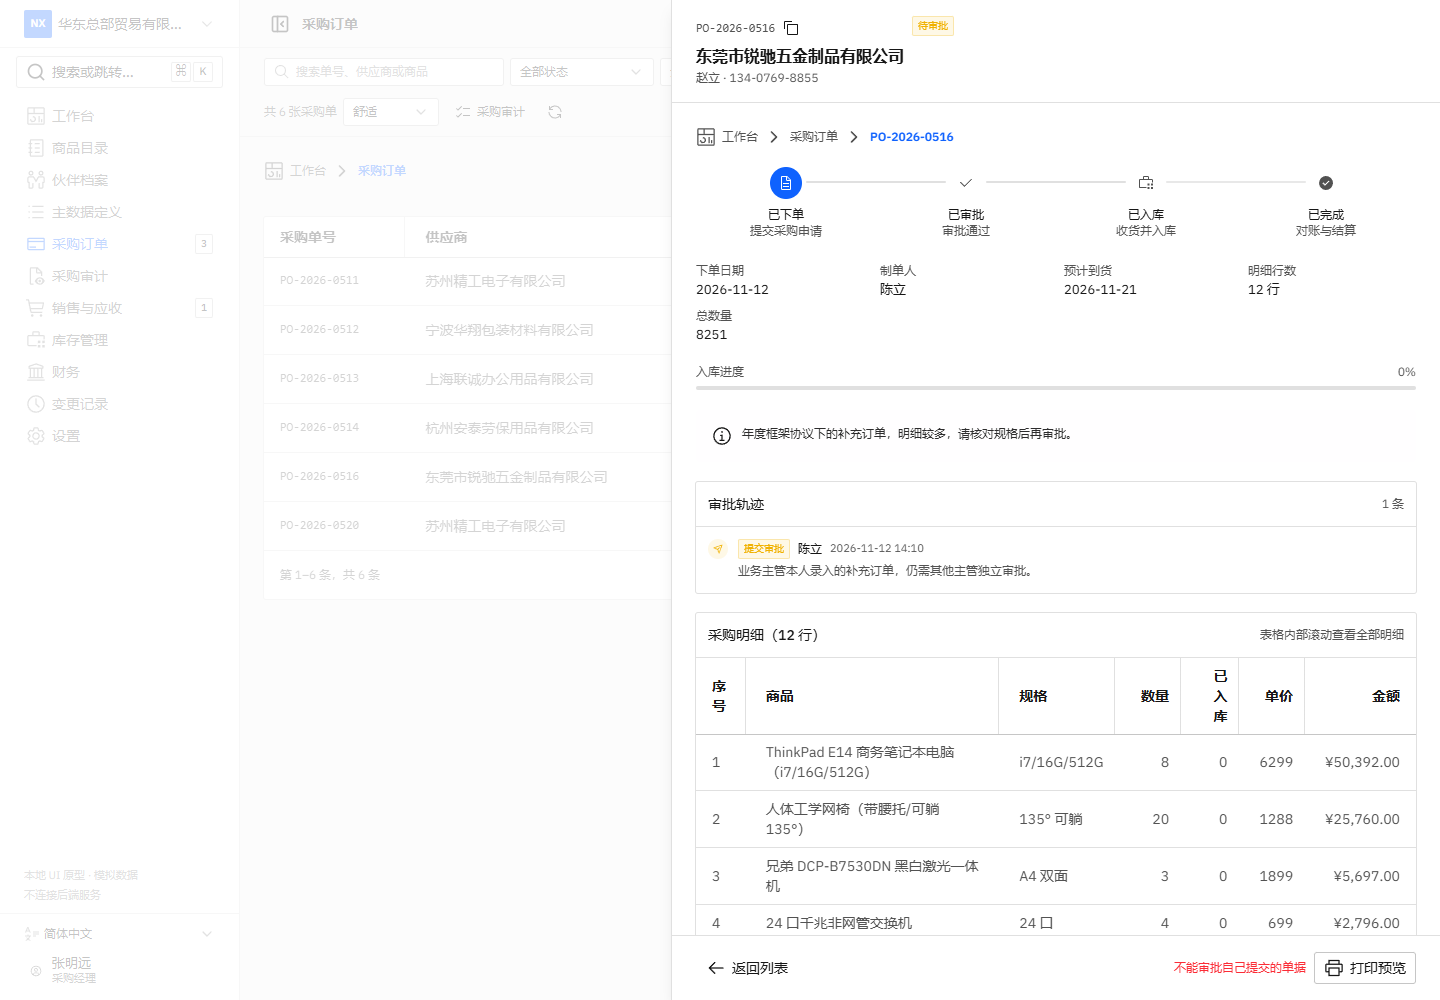 NX 华东总部贸易有限...
搜索或跳转... ⌘ K
工作台
商品目录
伙伴档案
主数据定义
采购订单 3
采购审计
销售与应收 1
库存管理
财务
变更记录
设置
本地 UI 原型 · 模拟数据
不连接后端服务
简体中文
张明远
采购经理
采购订单
搜索单号、供应商或商品 全部状态
共 6 张采购单 舒适 采购审计
工作台 采购订单
采购单号 供应商
PO-2026-0511 苏州精工电子有限公司
PO-2026-0512 宁波华翔包装材料有限公司
PO-2026-0513 上海联诚办公用品有限公司
PO-2026-0514 杭州安泰劳保用品有限公司
PO-2026-0516 东莞市锐驰五金制品有限公司
PO-2026-0520 苏州精工电子有限公司
第 1–6 条，共 6 条
PO-2026-0516 待审批
东莞市锐驰五金制品有限公司
赵立 · 134-0769-8855
工作台 采购订单 PO-2026-0516
已下单 已审批 已入库 已完成
提交采购申请 审批通过 收货并入库 对账与结算
下单日期 制单人 预计到货 明细行数
2026-11-12 陈立 2026-11-21 12 行
总数量
8251
入库进度 0%
年度框架协议下的补充订单，明细较多，请核对规格后再审批。
审批轨迹 1 条
提交审批 陈立 2026-11-12 14:10
业务主管本人录入的补充订单，仍需其他主管独立审批。
采购明细（12 行） 表格内部滚动查看全部明细
序号 商品 规格 数量 已入库 单价 金额
1 ThinkPad E14 商务笔记本电脑（i7/16G/512G） i7/16G/512G 8 0 6299 ¥50,392.00
2 人体工学网椅（带腰托/可躺135°） 135° 可躺 20 0 1288 ¥25,760.00
3 兄弟 DCP-B7530DN 黑白激光一体机 A4 双面 3 0 1899 ¥5,697.00
4 24 口千兆非网管交换机 24 口 4 0 699 ¥2,796.00
返回列表 不能审批自己提交的单据 打印预览